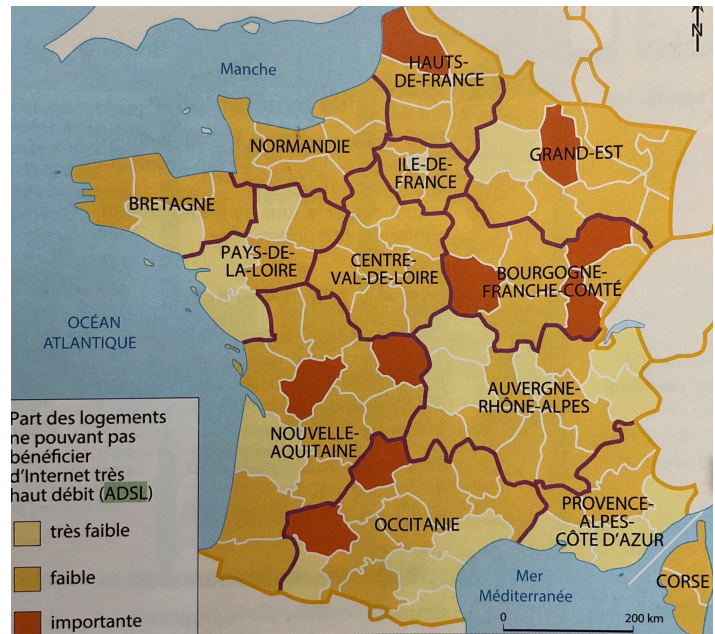 N
Manche
HAUTS-
DE-FRANCE
NORMANDIE
ILE-DE-
FRANCE
GRAND-EST
BRETAGNE
PAYS-DE-
LA-LOIRE
CENTRE-
VAL-DE-LOIRE
BOURGOGNE-
FRANCHE-COMTÉ
OCÉAN
ATLANTIQUE
AUVERGNE-
RHÔNE-ALPES
NOUVELLE-
AQUITAINE
OCCITANIE
PROVENCE-
ALPES-
CÔTE D'AZUR
CORSE
Mer
Méditerranée
0 200 km
Part des logements
ne pouvant pas
bénéficier
d'Internet très
haut débit (ADSL)
très faible
faible
importante